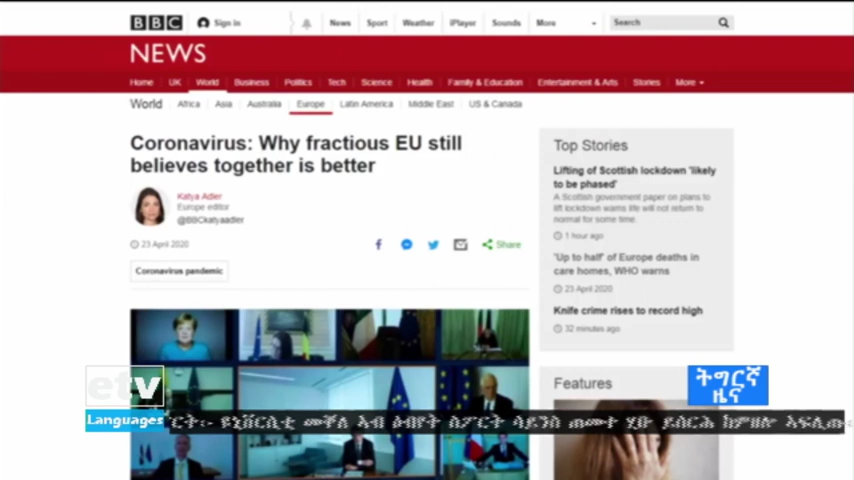 BBC Sign in News Sport Weather iPlayer Sounds More Search
NEWS
Home UK World Business Politics Tech Science Health Family & Education Entertainment & Arts Stories More
World Africa Asia Australia Europe Latin America Middle East US & Canada
Coronavirus: Why fractious EU still
believes together is better
Katya Adler
Europe editor
@BBCkatyaadler
23 April 2020
Share
Coronavirus pandemic
Top Stories
Lifting of Scottish lockdown 'likely
to be phased'
A Scottish government paper on plans to
lift lockdown warns life will not return to
normal for some time.
1 hour ago
'Up to half' of Europe deaths in
care homes, WHO warns
23 April 2020
Knife crime rises to record high
32 minutes ago
Features
etv
Languages
ትግርኛ
ዜና
ዩኒቨርሲቲ መቐለ ኣብ ዕብየት ስፖርት ሳይንስ